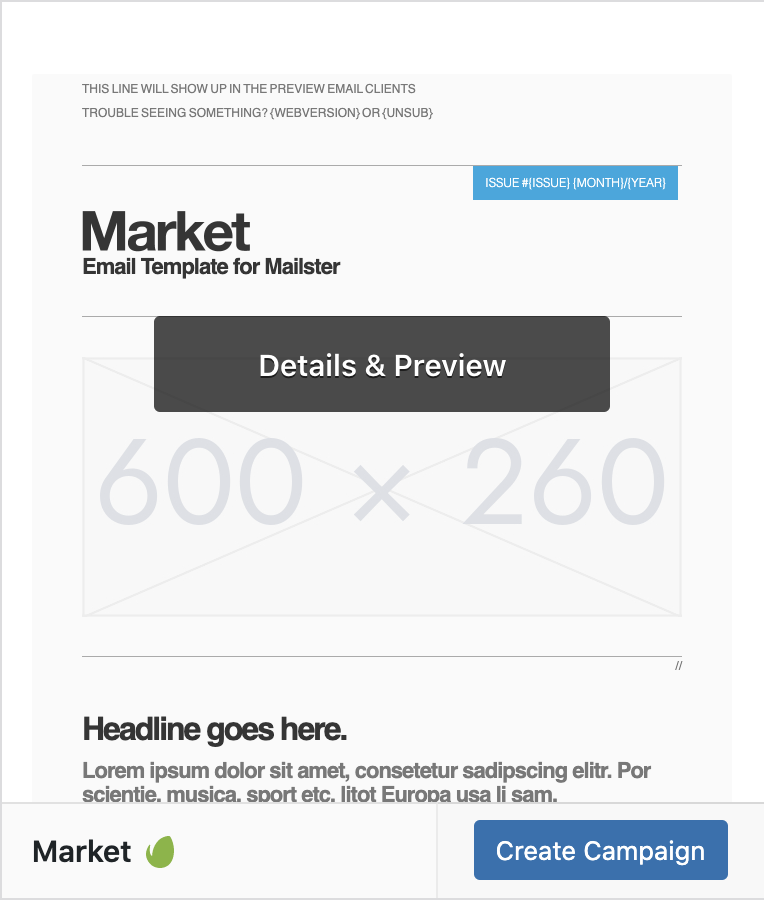 THIS LINE WILL SHOW UP IN THE PREVIEW EMAIL CLIENTS
TROUBLE SEEING SOMETHING? {WEBVERSION} OR {UNSUB}
ISSUE #{ISSUE} {MONTH}/{YEAR}
Market
Email Template for Mailster
Details & Preview
600 × 260
//
Headline goes here.
Lorem ipsum dolor sit amet, consetetur sadipscing elitr. Por
scientie, musica, sport etc, litot Europa usa li sam.
Market
Create Campaign